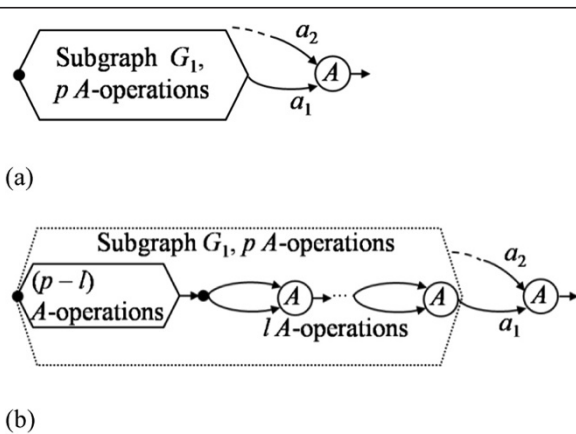 Subgraph G₁,
p A-operations
a₂
A
a₁
(a)
Subgraph G₁, p A-operations
(p – l)
A-operations
A
...
A
l A-operations
a₂
A
a₁
(b)